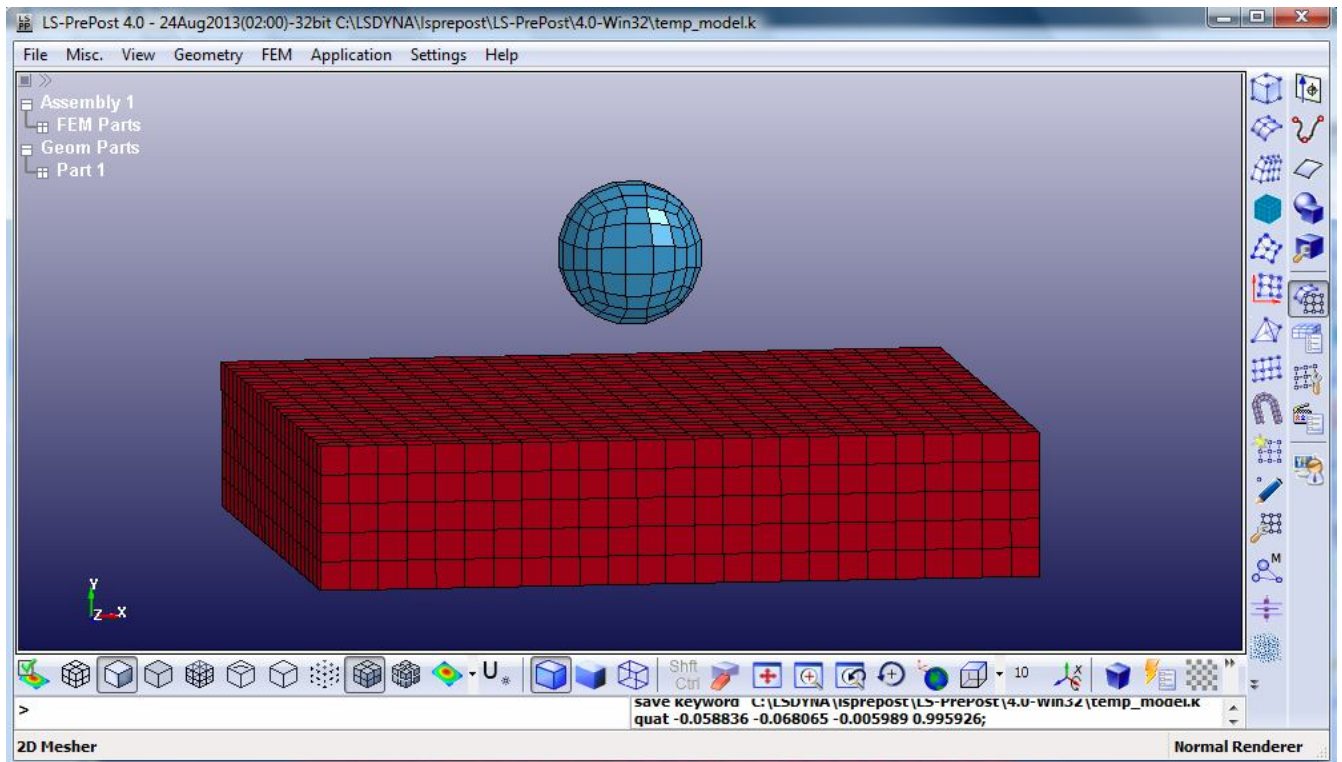 LS-PrePost 4.0 - 24Aug2013(02:00)-32bit C:\LSDYNA\lsprepost\LS-PrePost\4.0-Win32\temp_model.k
File Misc. View Geometry FEM Application Settings Help
Assembly 1
FEM Parts
Geom Parts
Part 1
Y
Z X
M
U * Shft Ctrl 10
>
save keyword "C:\LSDYNA\lsprepost\LS-PrePost\4.0-Win32\temp_model.k
quat -0.058836 -0.068065 -0.005989 0.995926;
2D Mesher
Normal Renderer